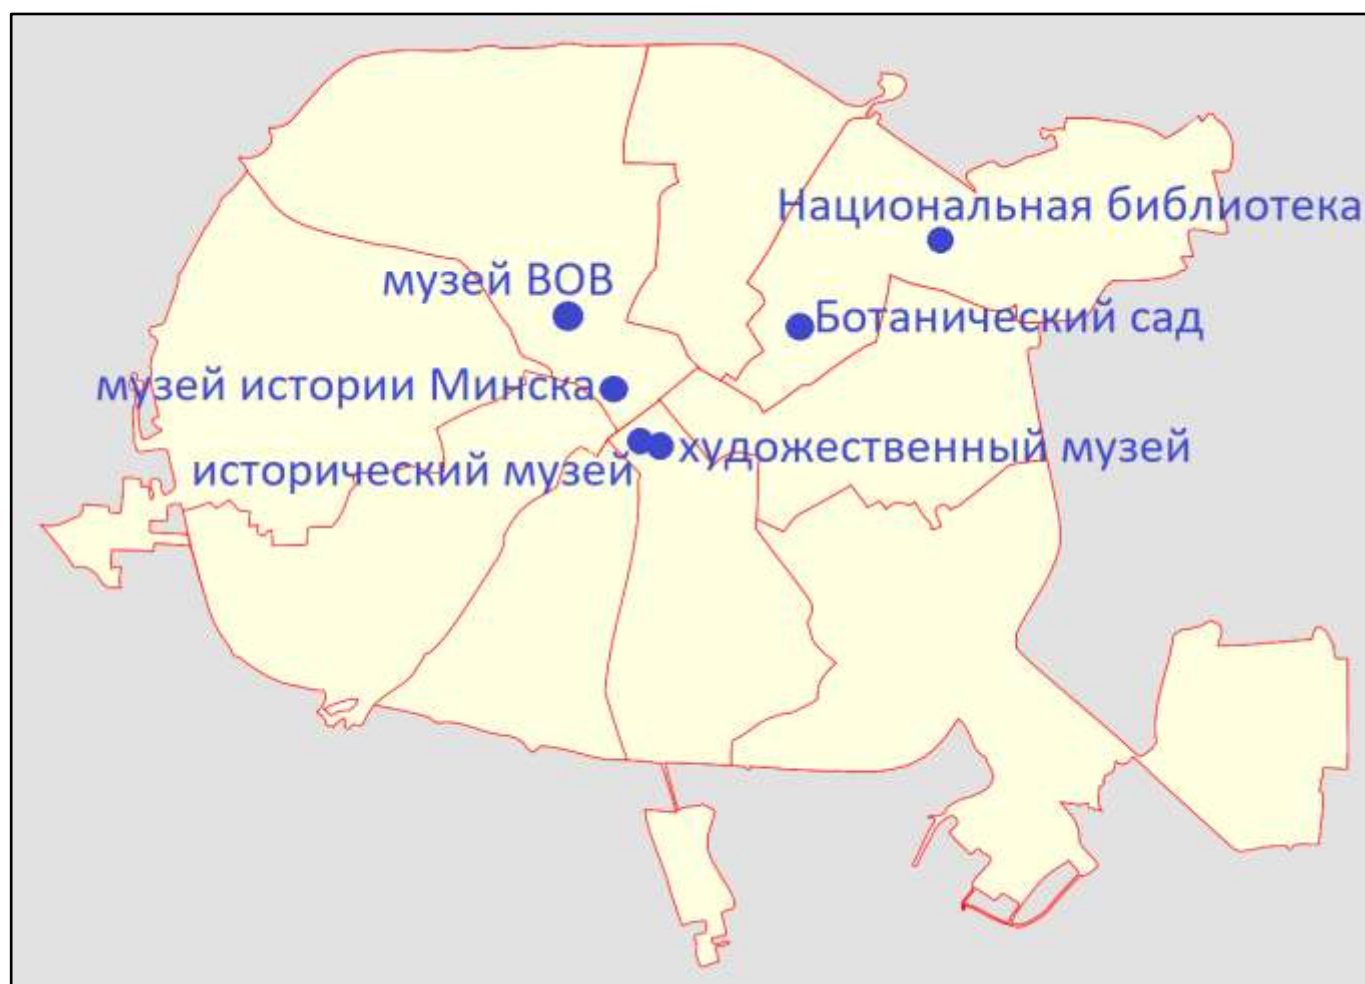 Национальная библиотека
музей ВОВ
Ботанический сад
музей истории Минска
художественный музей
исторический музей